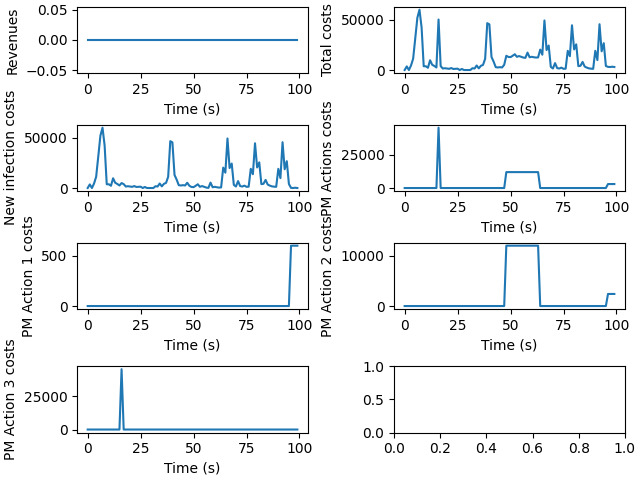 Revenues
0.05
0.00
−0.05
0 25 50 75 100
Time (s)
Total costs
50000
0
0 25 50 75 100
Time (s)
New infection costs
50000
0
0 25 50 75 100
Time (s)
PM Actions costs
25000
0
0 25 50 75 100
Time (s)
PM Action 1 costs
500
0
0 25 50 75 100
Time (s)
PM Action 2 costs
10000
0
0 25 50 75 100
Time (s)
PM Action 3 costs
25000
0
0 25 50 75 100
Time (s)
1.0
0.5
0.0
0.0 0.2 0.4 0.6 0.8 1.0